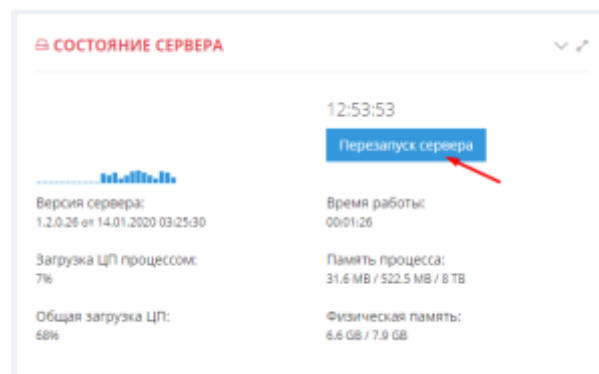 СОСТОЯНИЕ СЕРВЕРА
12:53:53
Перезапуск сервера
Версия сервера:
1.2.0.26 от 14.01.2020 03:25:30
Время работы:
00:01:26
Загрузка ЦП процессом:
7%
Память процесса:
31.6 MB / 522.5 MB / 8 TB
Общая загрузка ЦП:
68%
Физическая память:
6.6 GB / 7.9 GB